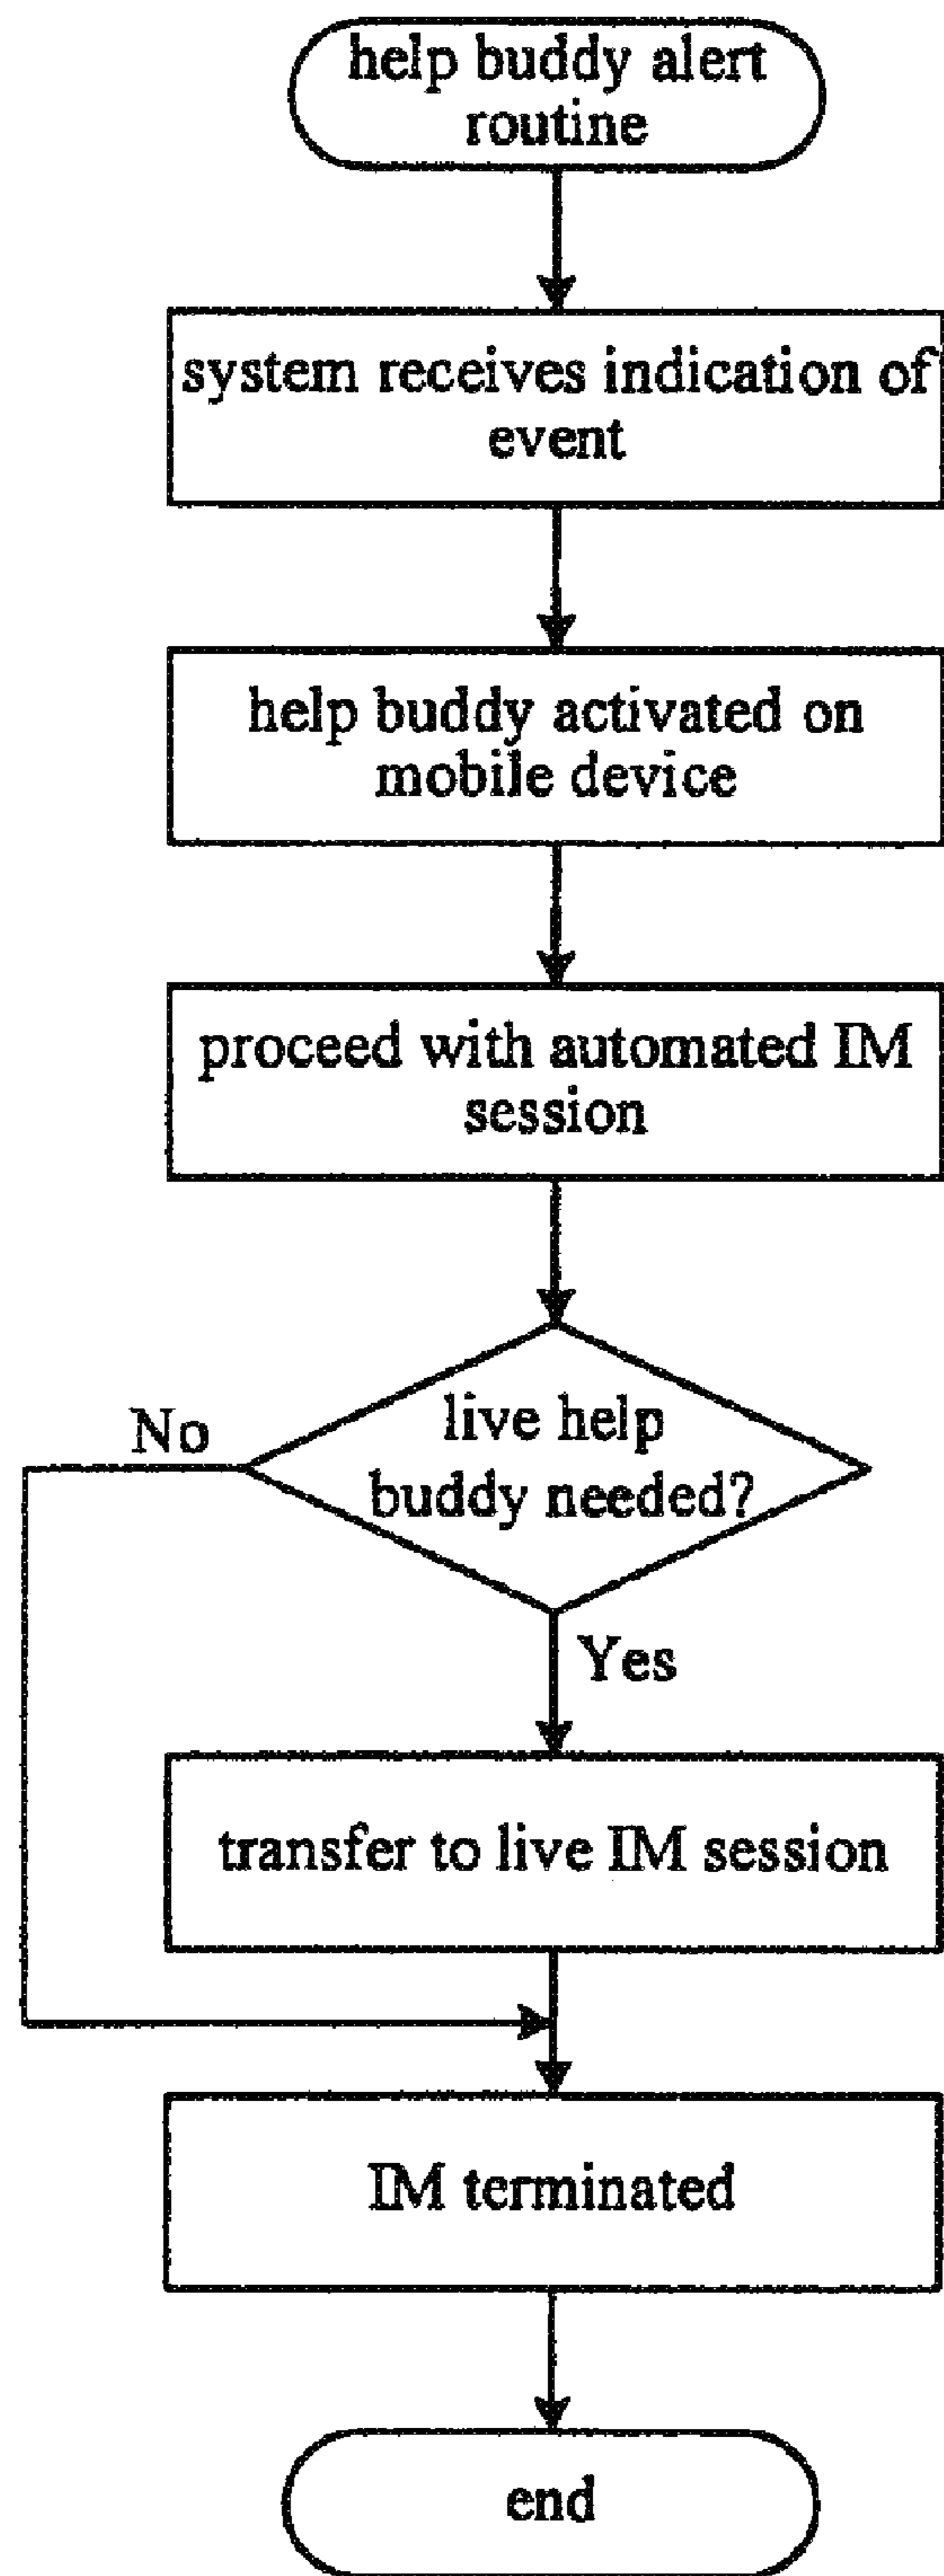 help buddy alert
routine
system receives indication of
event
help buddy activated on
mobile device
proceed with automated IM
session
No
live help
buddy needed?
Yes
transfer to live IM session
IM terminated
end